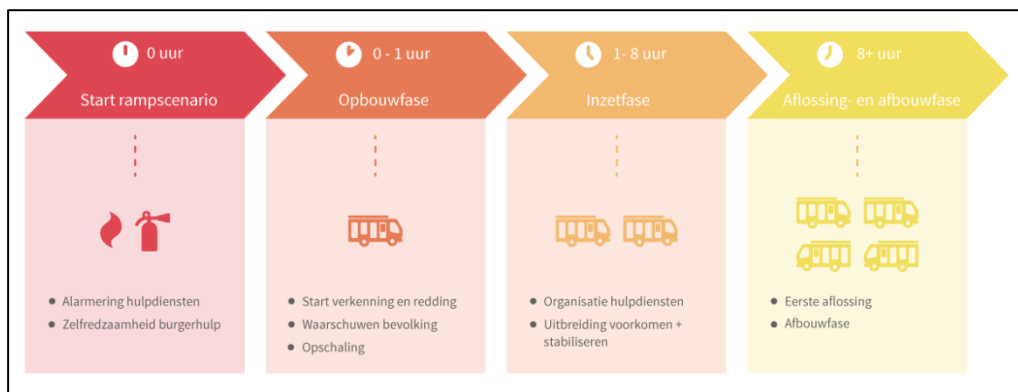 0 uur
Start rampscenario
Alarmering hulpdiensten
Zelfredzaamheid burgerhulp
0 - 1 uur
Opbouwfase
Start verkenning en redding
Waarschuwen bevolking
Opschaling
1- 8 uur
Inzetfase
Organisatie hulpdiensten
Uitbreiding voorkomen +
stabiliseren
8+ uur
Aflossing- en afbouwfase
Eerste aflossing
Afbouwfase